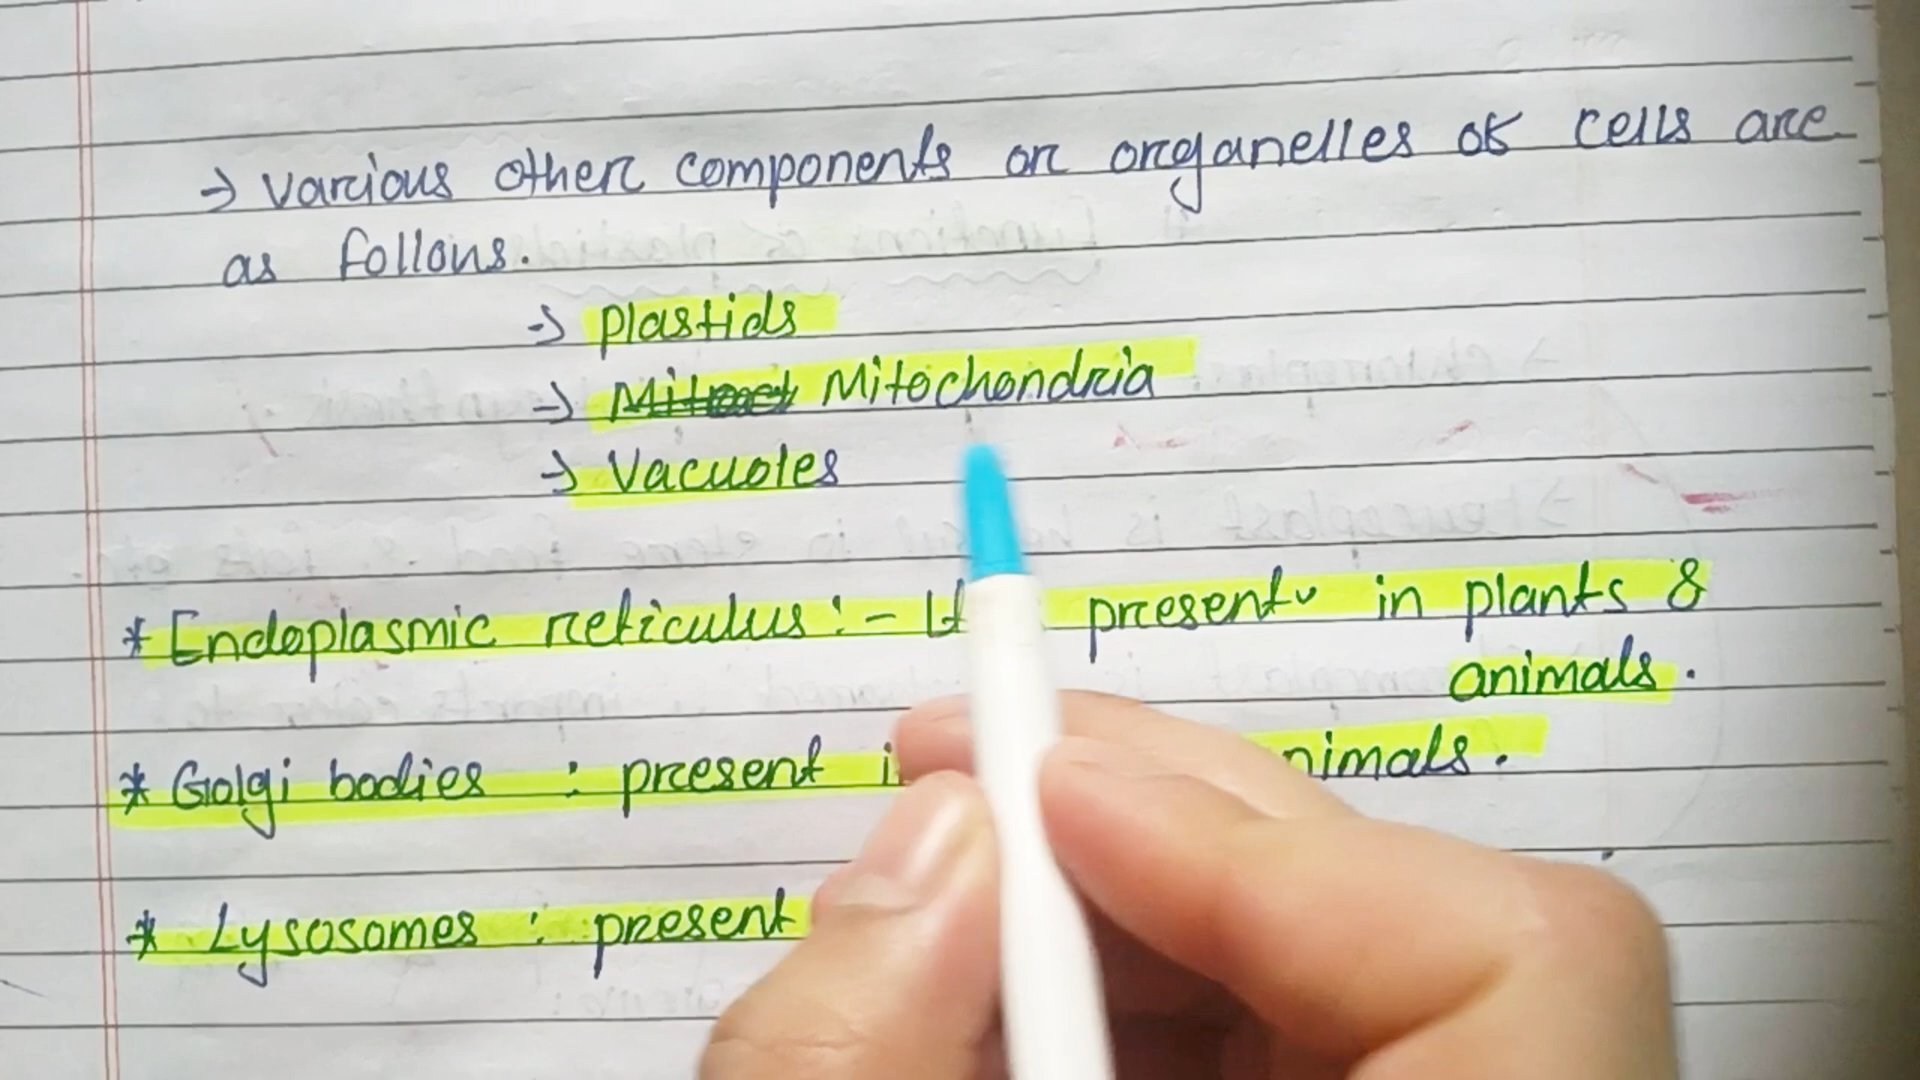 → various other components or organelles of cells are
as follows.
→ plastids
→ Mitochondria
→ Vacuoles
* Endoplasmic reticulus :- It present in plants &
animals.
* Golgi bodies : present nimals.
* Lysosomes : present